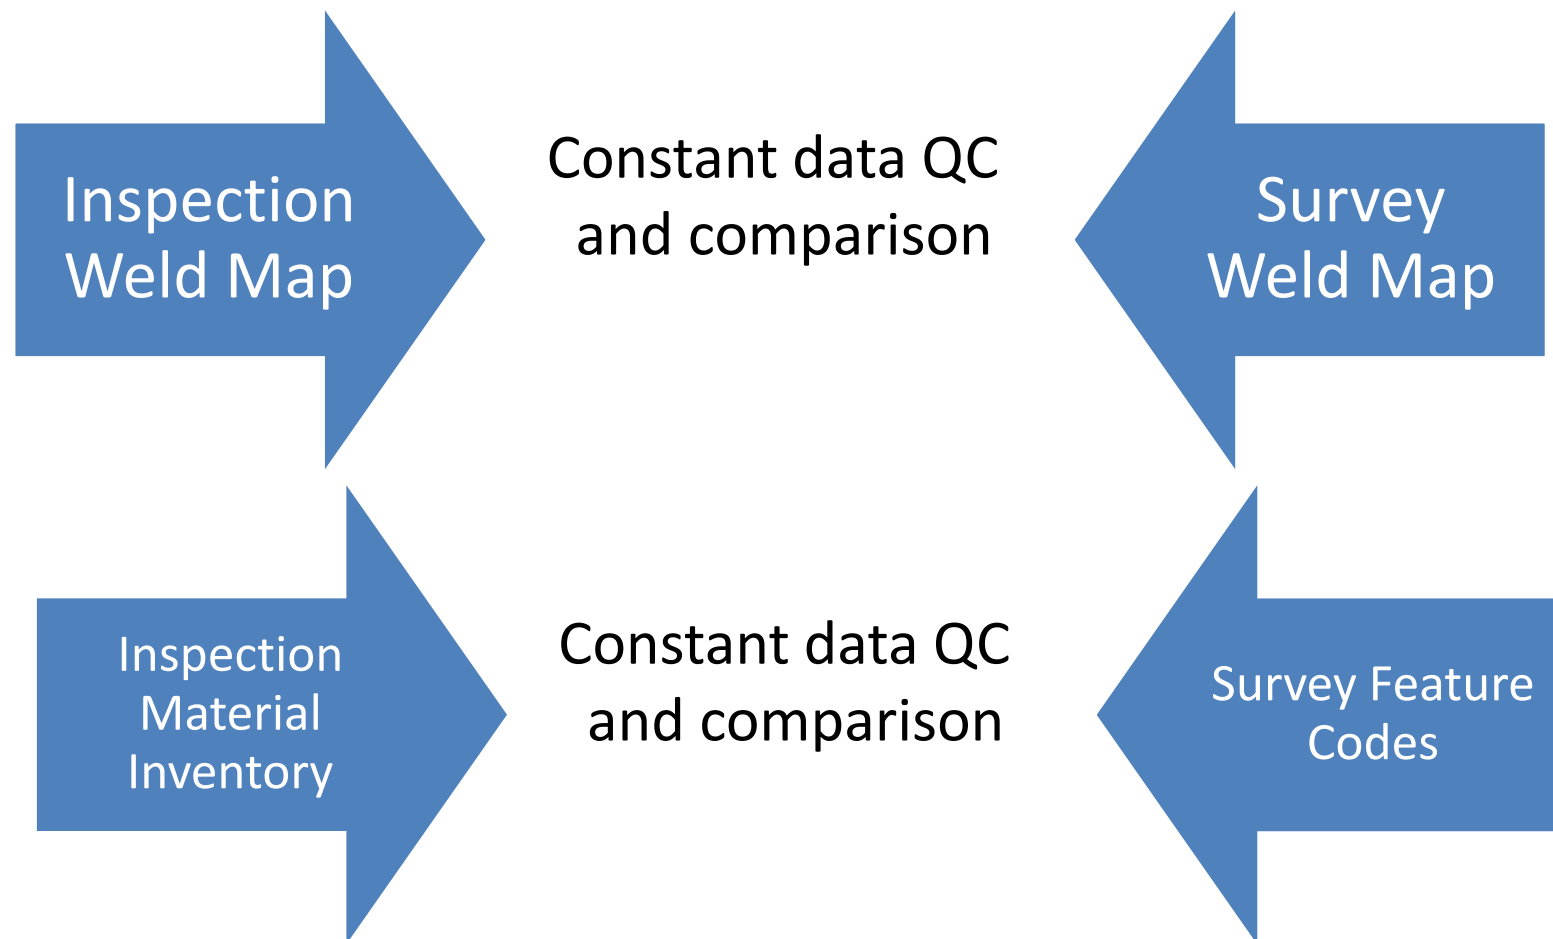 Inspection
Weld Map
Constant data QC
and comparison
Survey
Weld Map
Inspection
Material
Inventory
Constant data QC
and comparison
Survey Feature
Codes